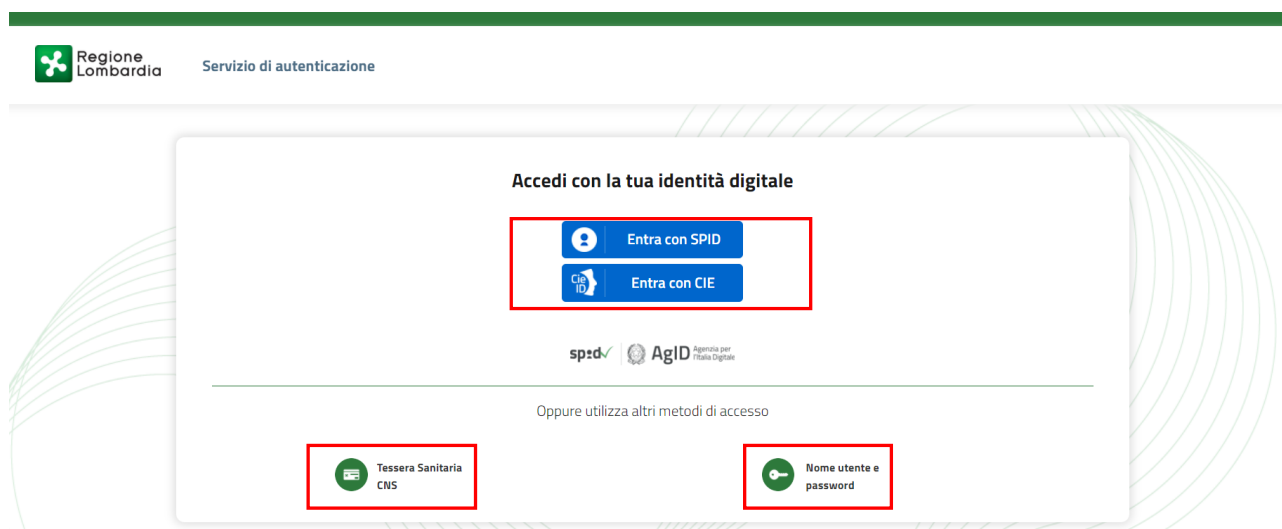 Regione
Lombardia
Servizio di autenticazione
Accedi con la tua identità digitale
Entra con SPID
Cie
ID
Entra con CIE
sp:d
AgID
Agenzia per
l'Italia Digitale
Oppure utilizza altri metodi di accesso
Tessera Sanitaria
CNS
Nome utente e
password